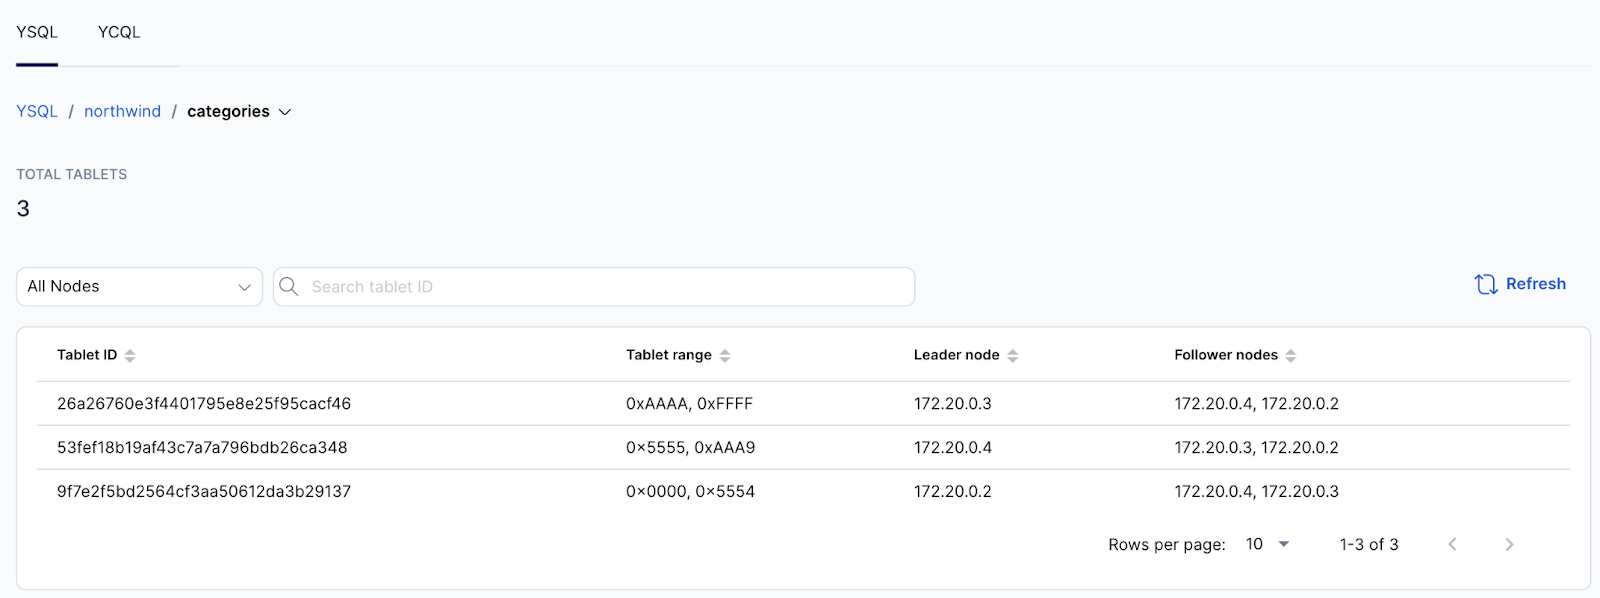 YSQL YCQL
YSQL / northwind / categories
TOTAL TABLETS
3
All Nodes Search tablet ID Refresh
Tablet ID Tablet range Leader node Follower nodes
26a26760e3f4401795e8e25f95cacf46 0xAAAA, 0xFFFF 172.20.0.3 172.20.0.4, 172.20.0.2
53fef18b19af43c7a7a796bdb26ca348 0×5555, 0xAAA9 172.20.0.4 172.20.0.3, 172.20.0.2
9f7e2f5bd2564cf3aa50612da3b29137 0×0000, 0×5554 172.20.0.2 172.20.0.4, 172.20.0.3
Rows per page: 10 1-3 of 3